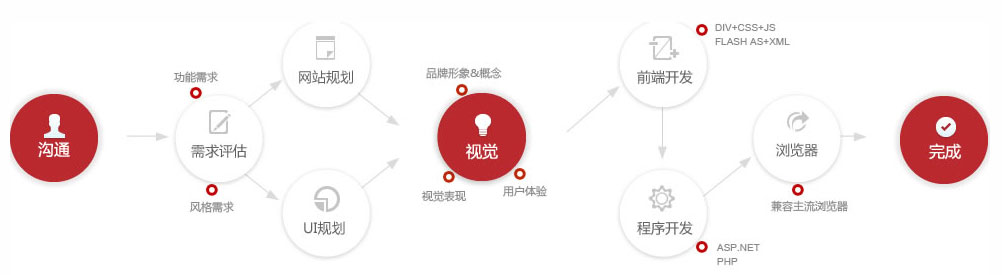 沟通
功能需求
需求评估
风格需求
网站规划
UI规划
品牌形象&概念
视觉
视觉表现
用户体验
DIV+CSS+JS
FLASH AS+XML
前端开发
程序开发
ASP.NET
PHP
浏览器
兼容主流浏览器
完成